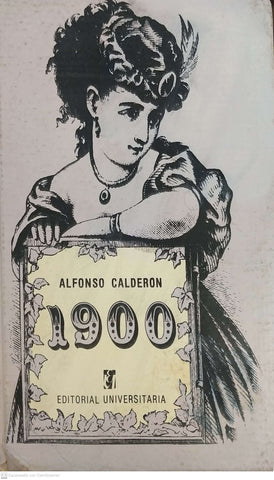 ALFONSO CALDERON
1900
EDITORIAL UNIVERSITARIA